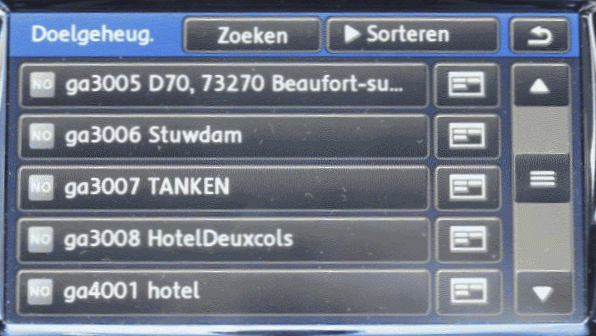 Doelgeheug. Zoeken Sorteren
NO ga3005 D70, 73270 Beaufort-su...
NO ga3006 Stuwdam
NO ga3007 TANKEN
NO ga3008 HotelDeuxcols
NO ga4001 hotel